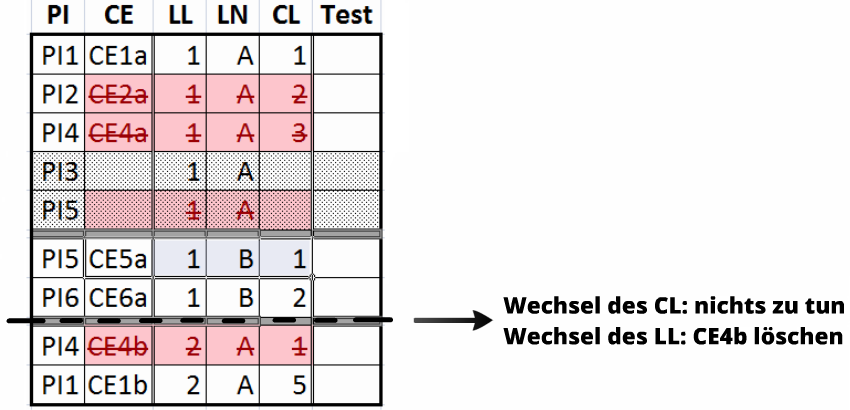 PI CE LL LN CL Test
PI1 CE1a 1 A 1
PI2 CE2a 1 A 2
PI4 CE4a 1 A 3
PI3 1 A
PI5 1 A
PI5 CE5a 1 B 1
PI6 CE6a 1 B 2
Wechsel des CL: nichts zu tun
Wechsel des LL: CE4b löschen
PI4 CE4b 2 A 1
PI1 CE1b 2 A 5